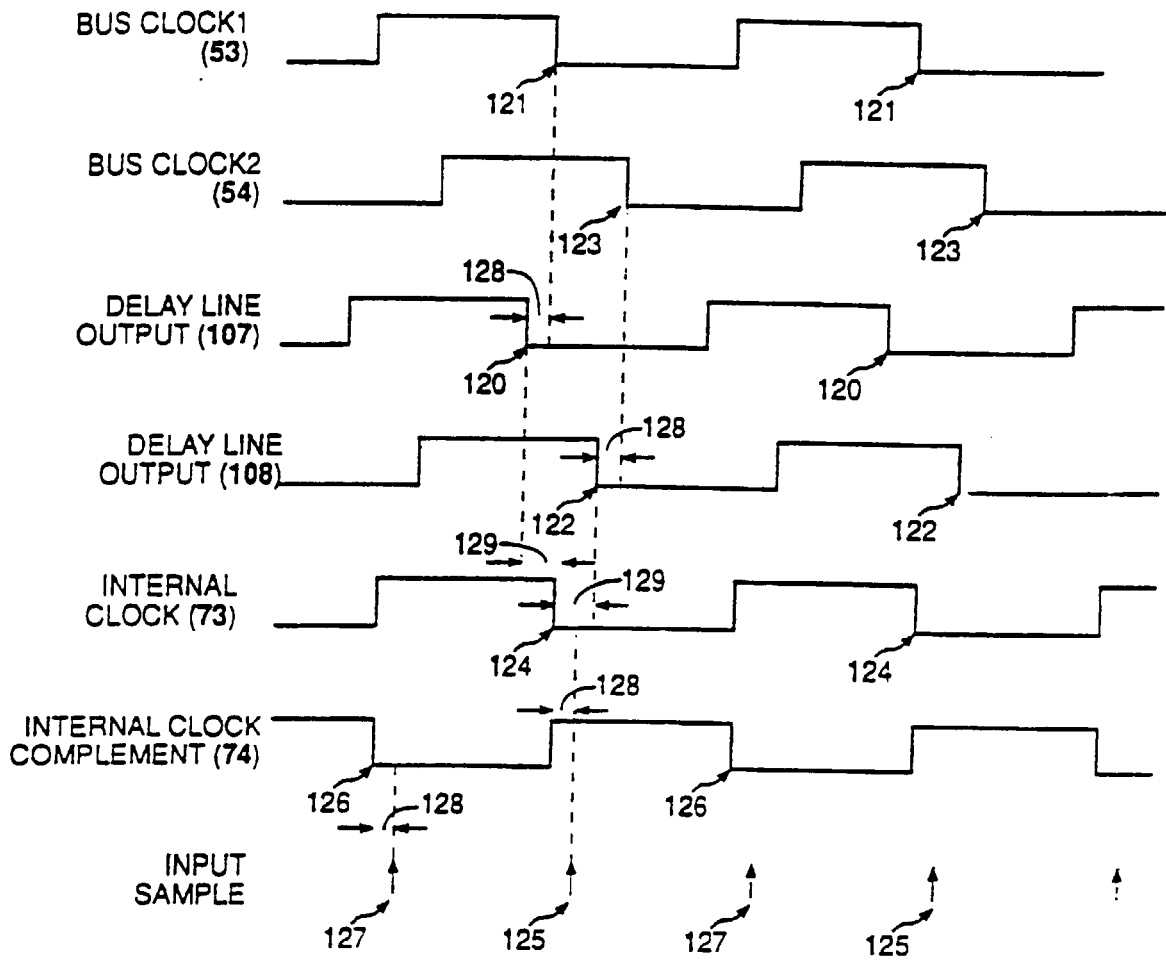 BUS CLOCK1
(53)
121
121
BUS CLOCK2
(54)
123
123
128
DELAY LINE
OUTPUT (107)
120
120
128
DELAY LINE
OUTPUT (108)
122
122
129
129
INTERNAL
CLOCK (73)
124
124
128
INTERNAL CLOCK
COMPLEMENT (74)
126
126
128
INPUT
SAMPLE
127
125
127
125